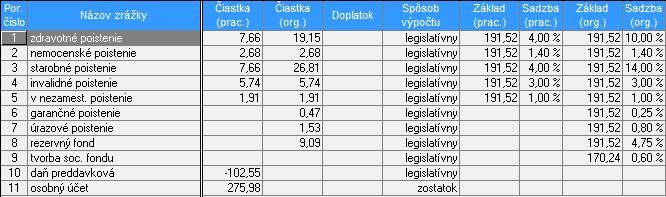 Por. číslo Názov zrážky Čiastka (prac.) Čiastka (org.) Doplatok Spôsob výpočtu Základ (prac.) Sadzba (prac.) Základ (org.) Sadzba (org.)
1 zdravotné poistenie 7,66 19,15 legislatívny 191,52 4,00 % 191,52 10,00 %
2 nemocenské poistenie 2,68 2,68 legislatívny 191,52 1,40 % 191,52 1,40 %
3 starobné poistenie 7,66 26,81 legislatívny 191,52 4,00 % 191,52 14,00 %
4 invalidné poistenie 5,74 5,74 legislatívny 191,52 3,00 % 191,52 3,00 %
5 v nezamest. poistenie 1,91 1,91 legislatívny 191,52 1,00 % 191,52 1,00 %
6 garančné poistenie 0,47 legislatívny 191,52 0,25 %
7 úrazové poistenie 1,53 legislatívny 191,52 0,80 %
8 rezervný fond 9,09 legislatívny 191,52 4,75 %
9 tvorba soc. fondu legislatívny 170,24 0,60 %
10 daň preddavková -102,55 legislatívny
11 osobný účet 275,98 zostatok